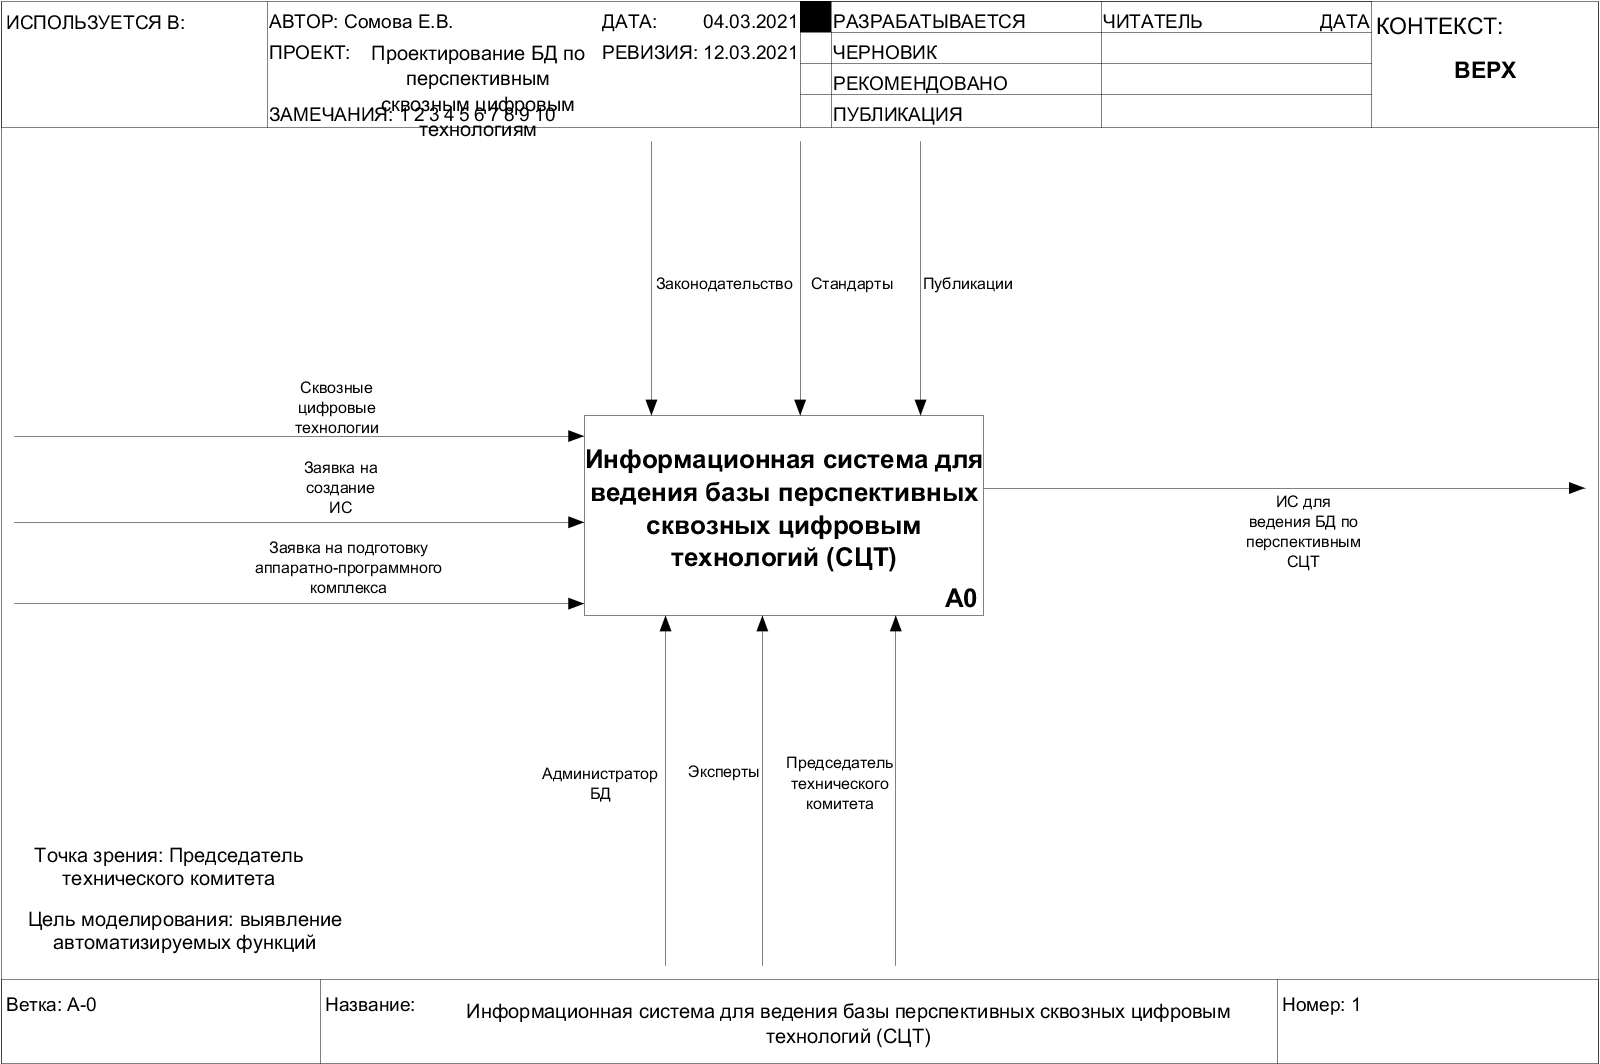 ИСПОЛЬЗУЕТСЯ В:
АВТОР: Сомова Е.В.
ДАТА: 04.03.2021
РАЗРАБАТЫВАЕТСЯ
ЧИТАТЕЛЬ
ДАТА
КОНТЕКСТ:
ПРОЕКТ: Проектирование БД по
перспективным
сквозным цифровым
технологиям
РЕВИЗИЯ: 12.03.2021
ЧЕРНОВИК
ВЕРХ
РЕКОМЕНДОВАНО
ЗАМЕЧАНИЯ: 1 2 3 4 5 6 7 8 9 10
ПУБЛИКАЦИЯ
Законодательство
Стандарты
Публикации
Сквозные
цифровые
технологии
Заявка на
создание
ИС
Заявка на подготовку
аппаратно-программного
комплекса
Информационная система для
ведения базы перспективных
сквозных цифровым
технологий (СЦТ)
A0
ИС для
ведения БД по
перспективным
СЦТ
Администратор
БД
Эксперты
Председатель
технического
комитета
Точка зрения: Председатель
технического комитета
Цель моделирования: выявление
автоматизируемых функций
Ветка: A-0
Название:
Информационная система для ведения базы перспективных сквозных цифровым
технологий (СЦТ)
Номер: 1